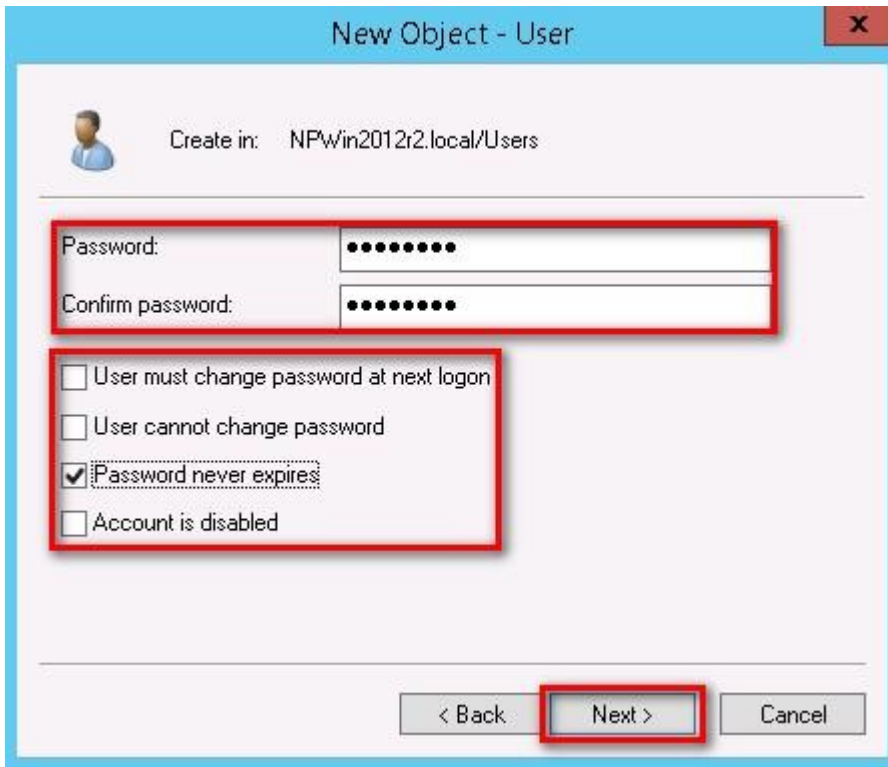 New Object - User
x
Create in: NPWin2012r2.local/Users
Password: ••••••••
Confirm password: ••••••••
User must change password at next logon
User cannot change password
Password never expires
Account is disabled
< Back Next > Cancel